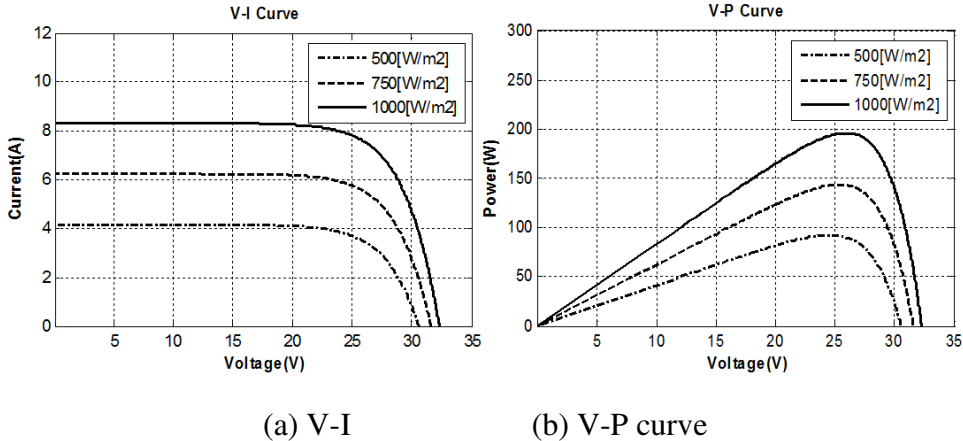 V-I Curve
12
10
8
6
4
2
0
Current(A)
500[W/m2]
750[W/m2]
1000[W/m2]
5 10 15 20 25 30 35
Voltage(V)
V-P Curve
300
250
200
150
100
50
0
Power(W)
500[W/m2]
750[W/m2]
1000[W/m2]
5 10 15 20 25 30 35
Voltage(V)
(a) V-I
(b) V-P curve